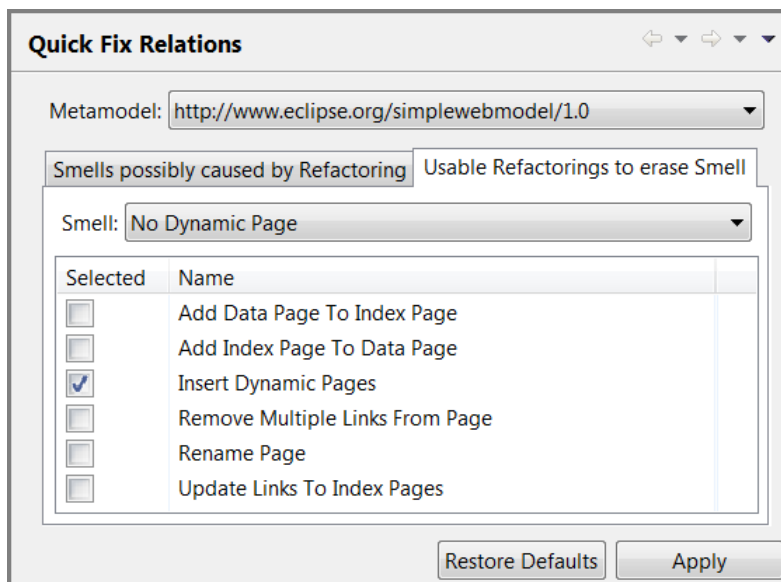 Quick Fix Relations
Metamodel: http://www.eclipse.org/simplewebmodel/1.0
Smells possibly caused by Refactoring Usable Refactorings to erase Smell
Smell: No Dynamic Page
Selected Name
Add Data Page To Index Page
Add Index Page To Data Page
Insert Dynamic Pages
Remove Multiple Links From Page
Rename Page
Update Links To Index Pages
Restore Defaults Apply